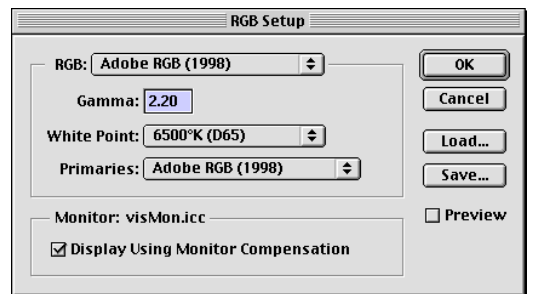 RGB Setup
RGB: Adobe RGB (1998)
Gamma: 2.20
White Point: 6500°K (D65)
Primaries: Adobe RGB (1998)
OK
Cancel
Load...
Save...
Preview
Monitor: visMon.icc
Display Using Monitor Compensation